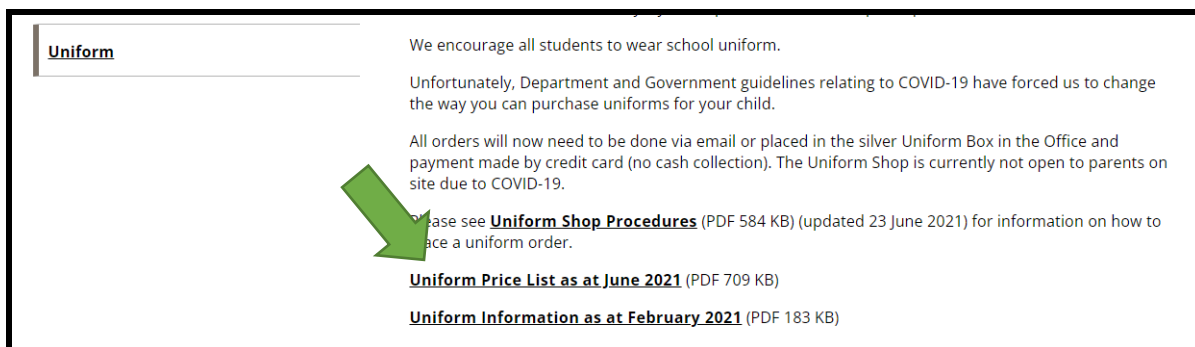 Uniform
We encourage all students to wear school uniform.
Unfortunately, Department and Government guidelines relating to COVID-19 have forced us to change
the way you can purchase uniforms for your child.
All orders will now need to be done via email or placed in the silver Uniform Box in the Office and
payment made by credit card (no cash collection). The Uniform Shop is currently not open to parents on
site due to COVID-19.
see Uniform Shop Procedures (PDF 584 KB) (updated 23 June 2021) for information on how to
a uniform order.
Uniform Price List as at June 2021 (PDF 709 KB)
Uniform Information as at February 2021 (PDF 183 KB)